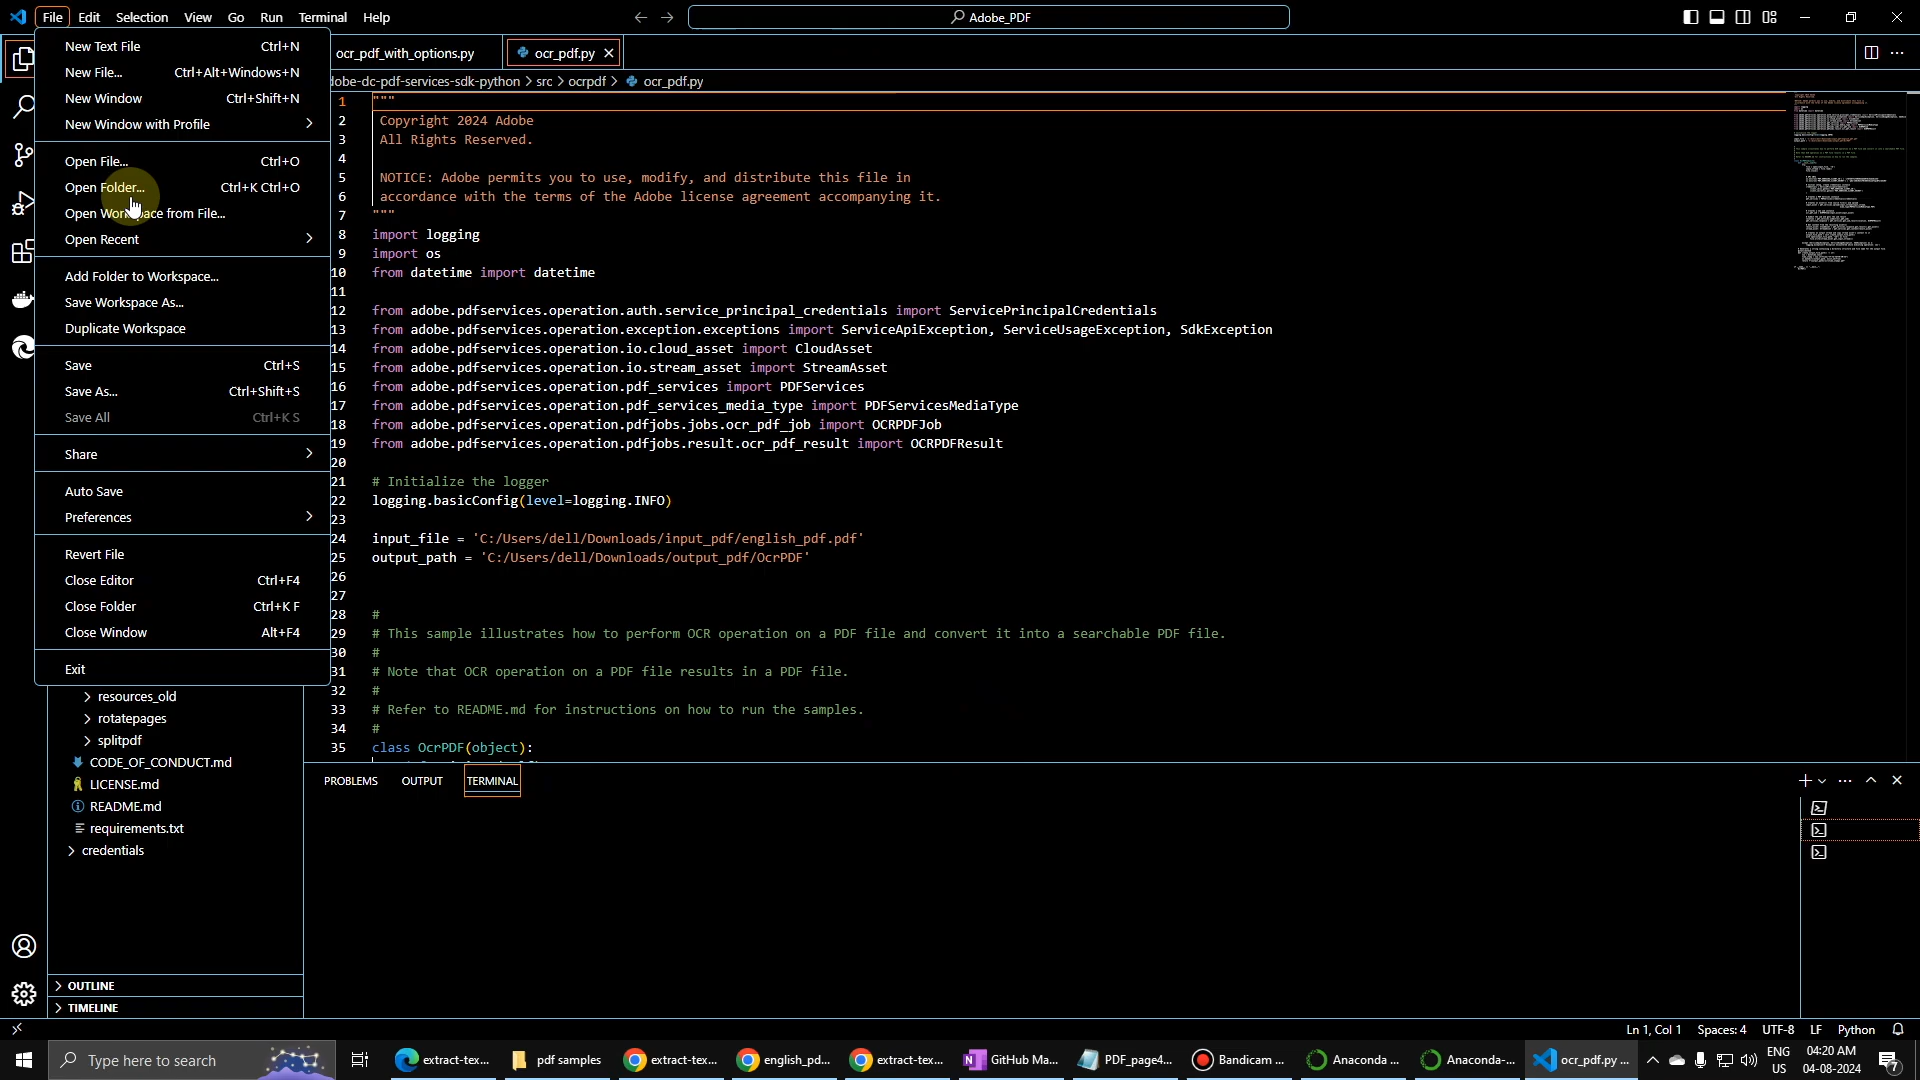 File Edit Selection View Go Run Terminal Help
Adobe_PDF
New Text File Ctrl+N
New File... Ctrl+Alt+Windows+N
New Window Ctrl+Shift+N
New Window with Profile
Open File... Ctrl+O
Open Folder... Ctrl+K Ctrl+O
Open Workspace from File...
Open Recent
Add Folder to Workspace...
Save Workspace As...
Duplicate Workspace
Save Ctrl+S
Save As... Ctrl+Shift+S
Save All Ctrl+K S
Share
Auto Save
Preferences
Revert File
Close Editor Ctrl+F4
Close Folder Ctrl+K F
Close Window Alt+F4
Exit
resources_old
rotatepages
splitpdf
CODE_OF_CONDUCT.md
LICENSE.md
README.md
requirements.txt
credentials
OUTLINE
TIMELINE
ocr_pdf_with_options.py
ocr_pdf.py
dobe-dc-pdf-services-sdk-python > src > ocrpdf > ocr_pdf.py
1 """
2 Copyright 2024 Adobe
3 All Rights Reserved.
4
5 NOTICE: Adobe permits you to use, modify, and distribute this file in
6 accordance with the terms of the Adobe license agreement accompanying it.
7 """
8 import logging
9 import os
10 from datetime import datetime
11
12 from adobe.pdfservices.operation.auth.service_principal_credentials import ServicePrincipalCredentials
13 from adobe.pdfservices.operation.exception.exceptions import ServiceApiException, ServiceUsageException, SdkException
14 from adobe.pdfservices.operation.io.cloud_asset import CloudAsset
15 from adobe.pdfservices.operation.io.stream_asset import StreamAsset
16 from adobe.pdfservices.operation.pdf_services import PDFServices
17 from adobe.pdfservices.operation.pdf_services_media_type import PDFServicesMediaType
18 from adobe.pdfservices.operation.pdfjobs.jobs.ocr_pdf_job import OCRPDFJob
19 from adobe.pdfservices.operation.pdfjobs.result.ocr_pdf_result import OCRPDFResult
20
21 # Initialize the logger
22 logging.basicConfig(level=logging.INFO)
23
24 input_file = 'C:/Users/dell/Downloads/input_pdf/english_pdf.pdf'
25 output_path = 'C:/Users/dell/Downloads/output_pdf/OcrPDF'
26
27
28 #
29 # This sample illustrates how to perform OCR operation on a PDF file and convert it into a searchable PDF file.
30 #
31 # Note that OCR operation on a PDF file results in a PDF file.
32 #
33 # Refer to README.md for instructions on how to run the samples.
34 #
35 class OcrPDF(object):
PROBLEMS OUTPUT TERMINAL
Ln 1, Col 1 Spaces: 4 UTF-8 LF Python
Type here to search
extract-tex...
pdf samples
extract-tex...
english_pd...
extract-tex...
GitHub Ma...
PDF_page4...
Bandicam ...
Anaconda ...
Anaconda-...
ocr_pdf.py ...
ENG
US
04:20 AM
04-08-2024
7